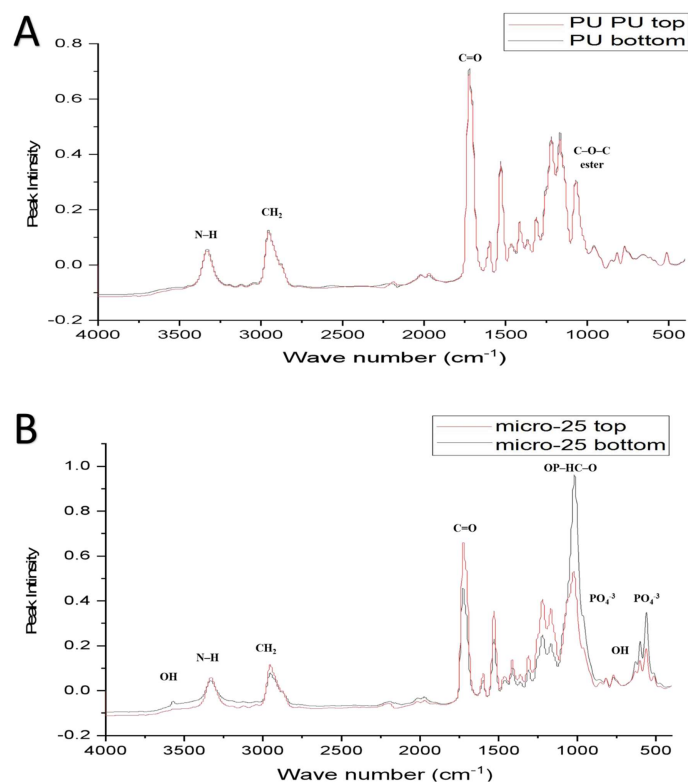 A
PU PU top
PU bottom
C=O
C–O–C
ester
CH2
N–H
0.8
0.6
0.4
0.2
0.0
-0.2
Peak Intinsity
4000 3500 3000 2500 2000 1500 1000 500
Wave number (cm-1)
B
micro-25 top
micro-25 bottom
OP–HC–O
C=O
PO4-3 PO4-3
CH2
N–H
OH
OH
1.0
0.8
0.6
0.4
0.2
0.0
-0.2
Peak Intinsity
4000 3500 3000 2500 2000 1500 1000 500
Wave number (cm-1)